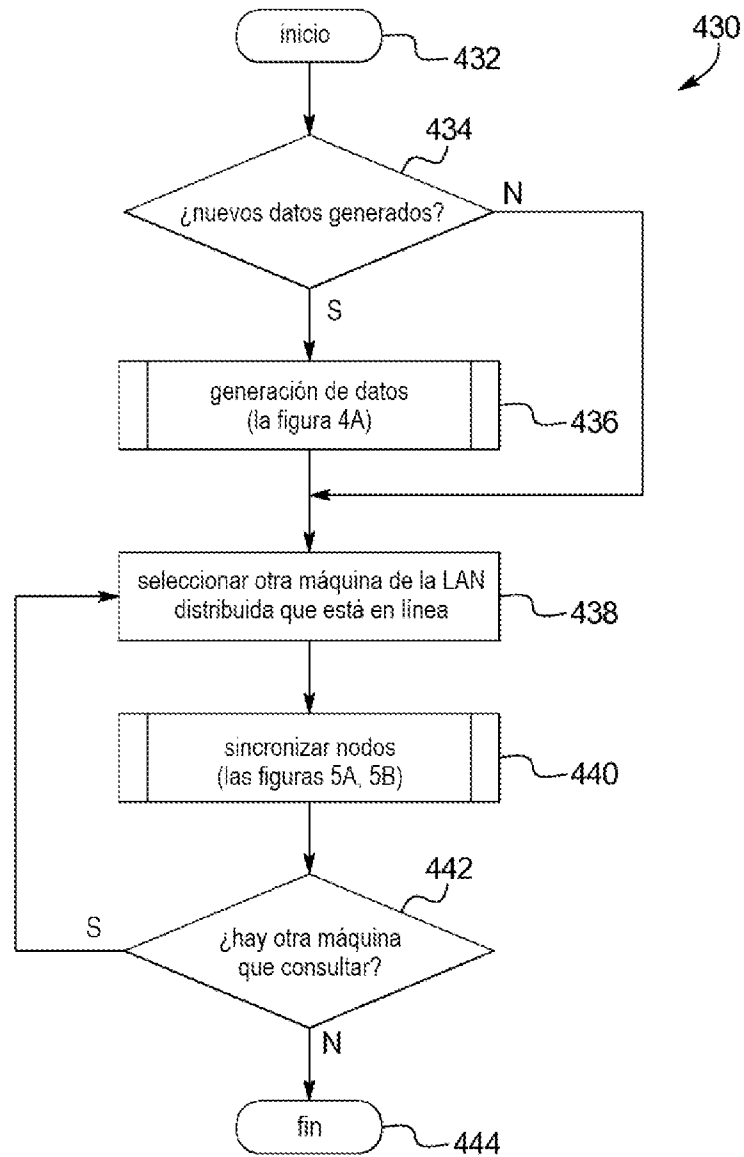 430
inicio
432
434
¿nuevos datos generados?
N
S
generación de datos
(la figura 4A)
436
seleccionar otra máquina de la LAN
distribuida que está en línea
438
sincronizar nodos
(las figuras 5A, 5B)
440
442
S
¿hay otra máquina
que consultar?
N
fin
444